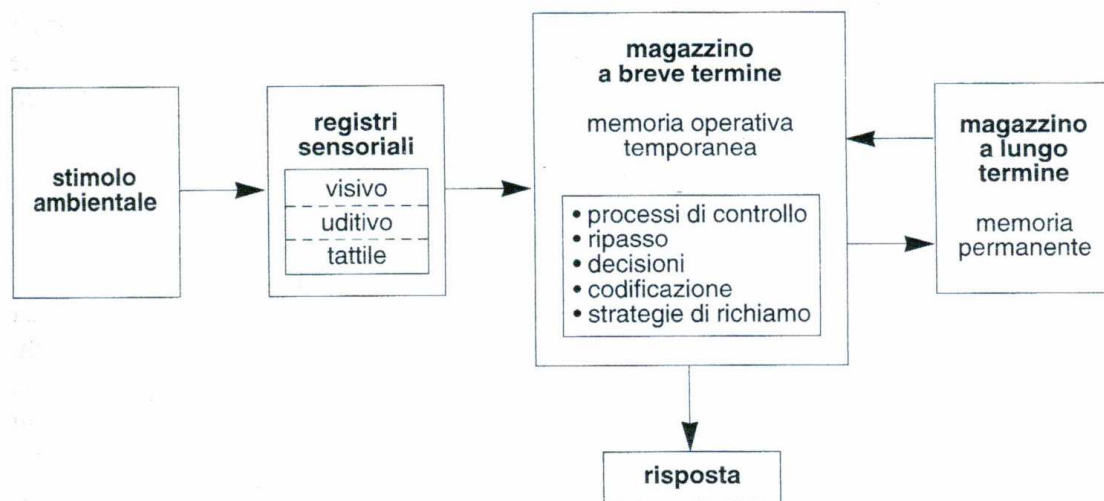 stimolo
ambientale
registri
sensoriali
visivo
uditivo
tattile
magazzino
a breve termine
memoria operativa
temporanea
• processi di controllo
• ripasso
• decisioni
• codificazione
• strategie di richiamo
magazzino
a lungo
termine
memoria
permanente
risposta